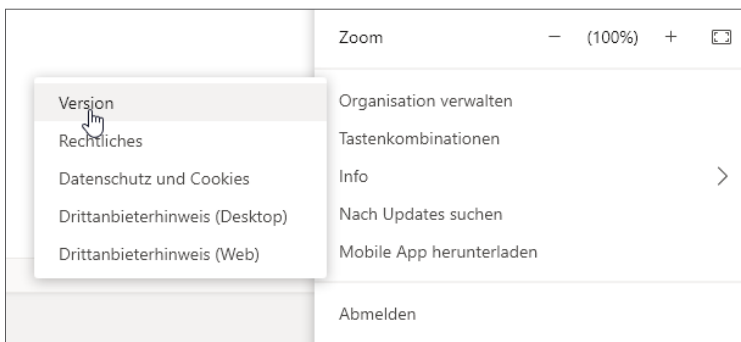 Zoom − (100%) +
Organisation verwalten
Tastenkombinationen
Info
Nach Updates suchen
Mobile App herunterladen
Abmelden
Version
Rechtliches
Datenschutz und Cookies
Drittanbieterhinweis (Desktop)
Drittanbieterhinweis (Web)